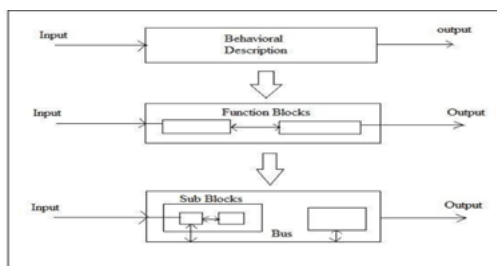 Input
Behavioral
Description
output
Input
Function Blocks
Output
Input
Sub Blocks
Bus
Output